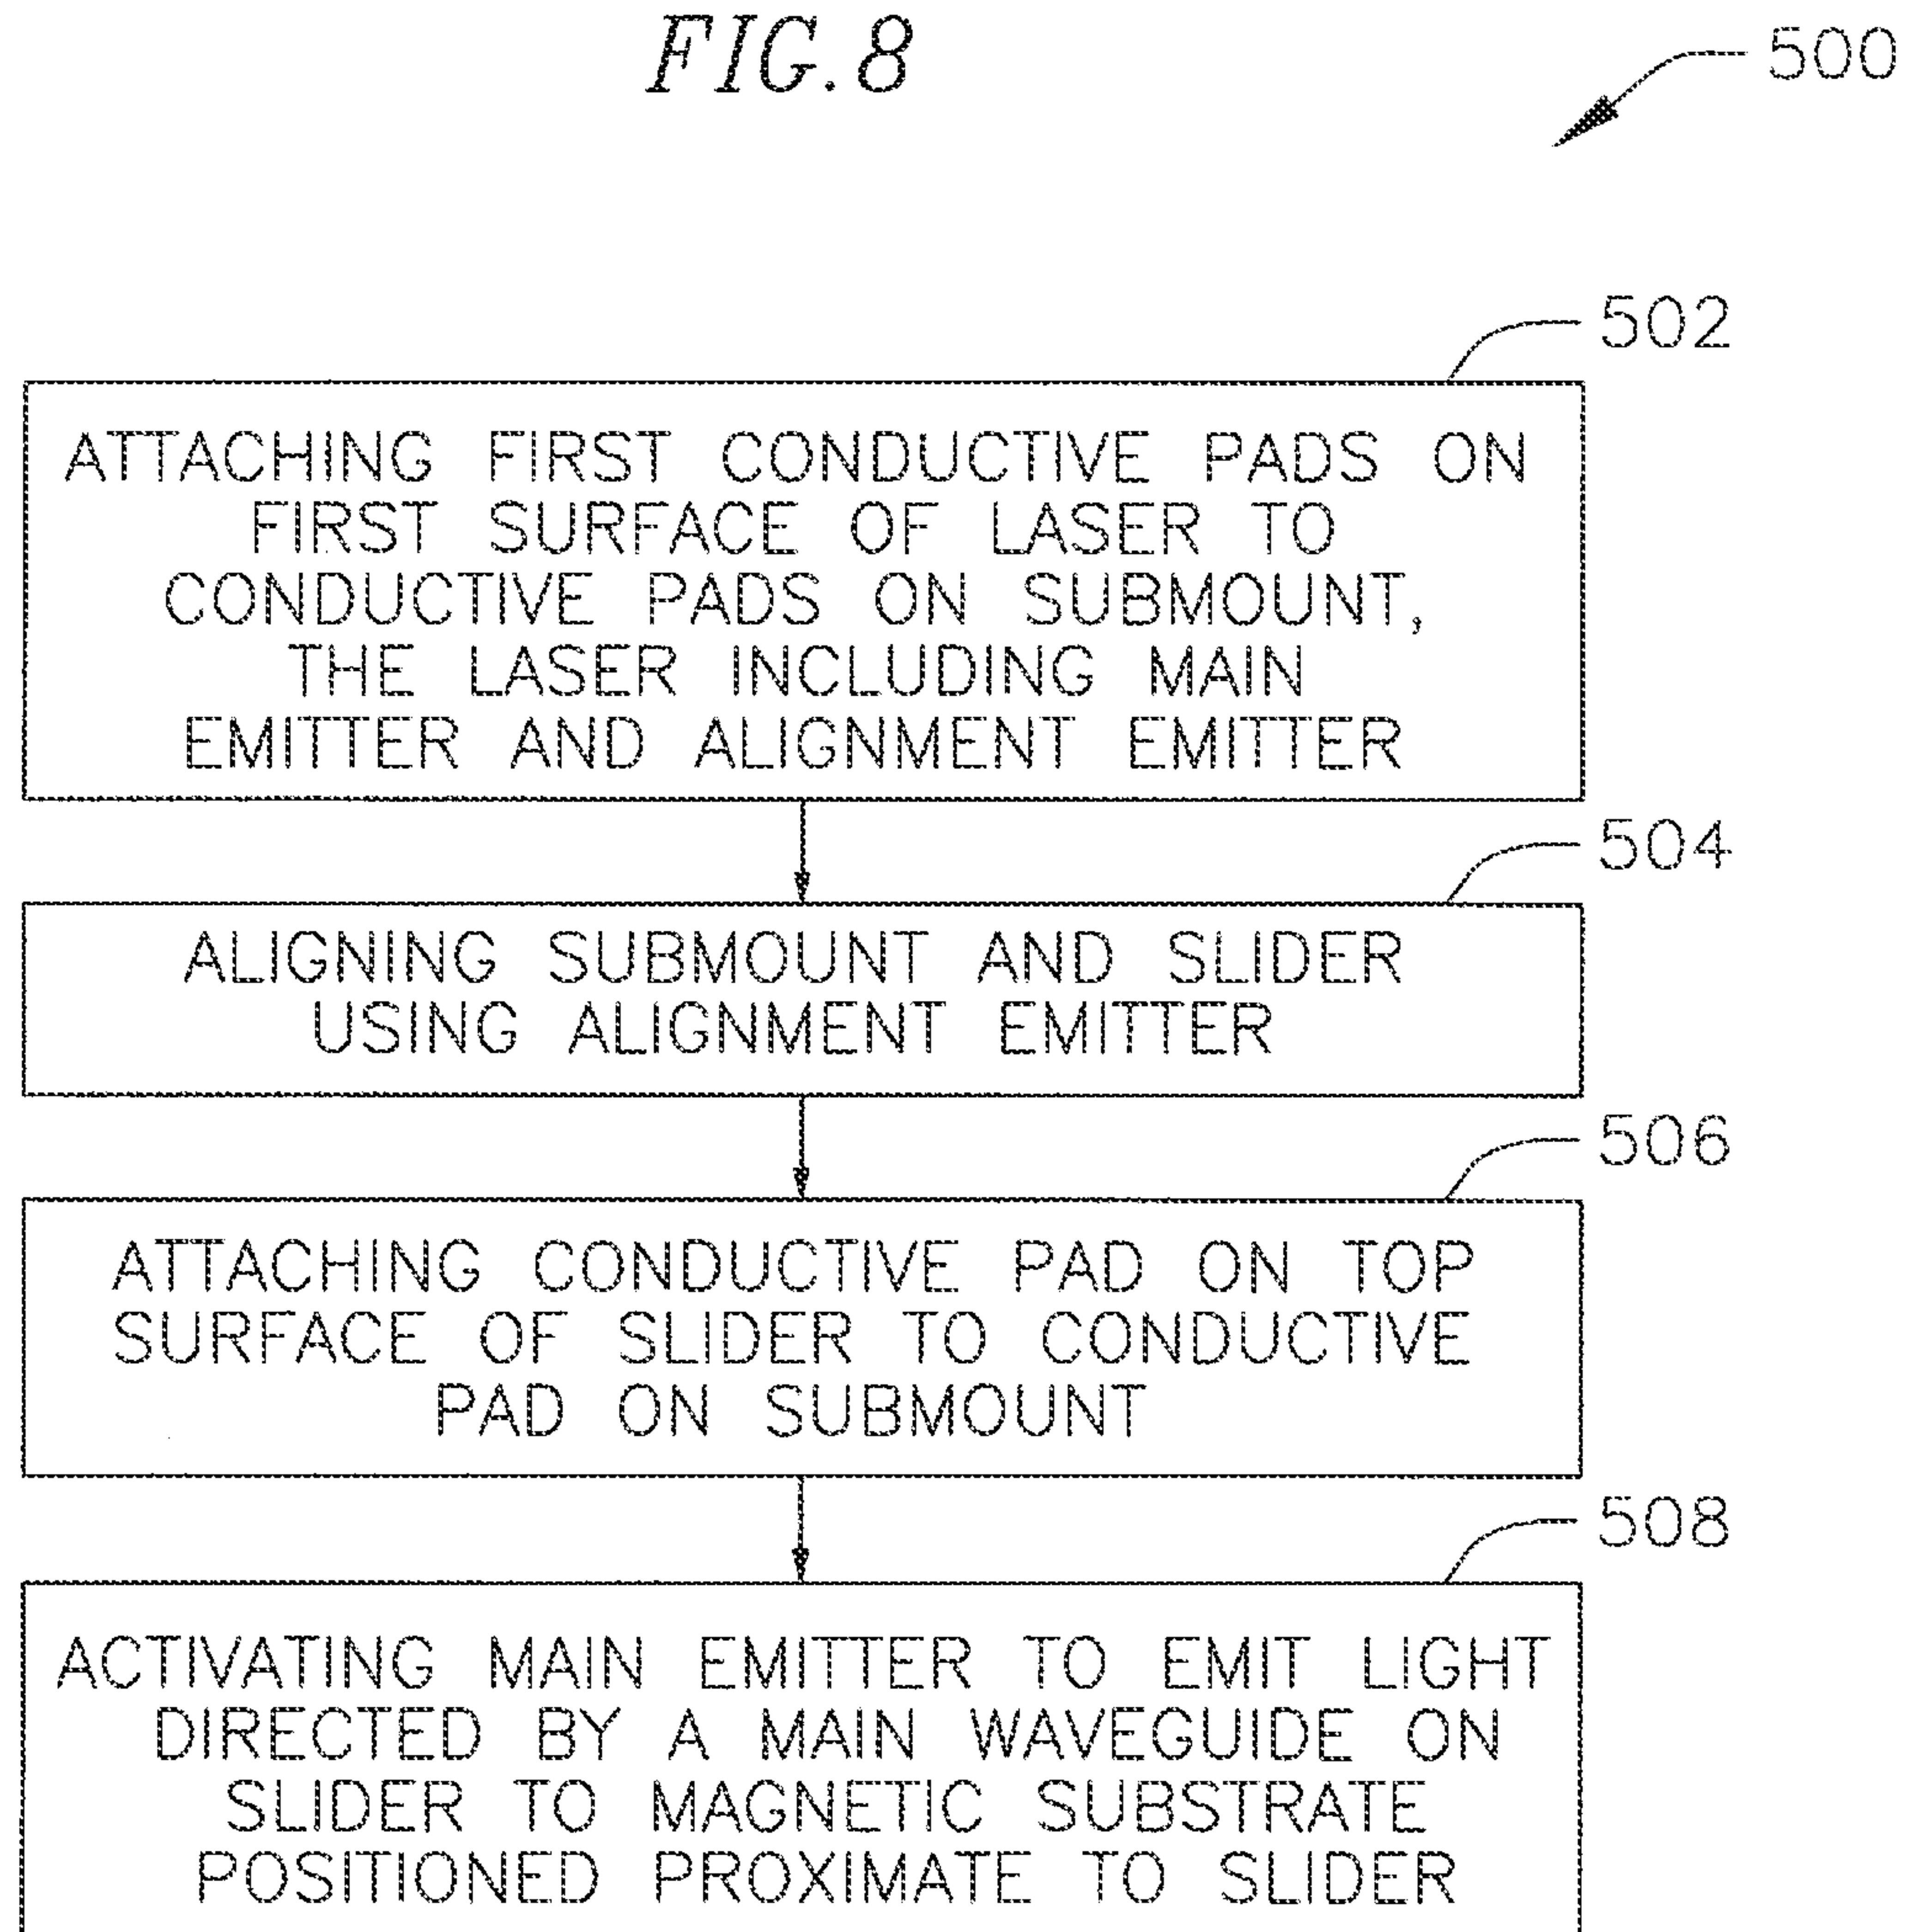 FIG. 8
500
502
ATTACHING FIRST CONDUCTIVE PADS ON
FIRST SURFACE OF LASER TO
CONDUCTIVE PADS ON SUBMOUNT,
THE LASER INCLUDING MAIN
EMITTER AND ALIGNMENT EMITTER
504
ALIGNING SUBMOUNT AND SLIDER
USING ALIGNMENT EMITTER
506
ATTACHING CONDUCTIVE PAD ON TOP
SURFACE OF SLIDER TO CONDUCTIVE
PAD ON SUBMOUNT
508
ACTIVATING MAIN EMITTER TO EMIT LIGHT
DIRECTED BY A MAIN WAVEGUIDE ON
SLIDER TO MAGNETIC SUBSTRATE
POSITIONED PROXIMATE TO SLIDER